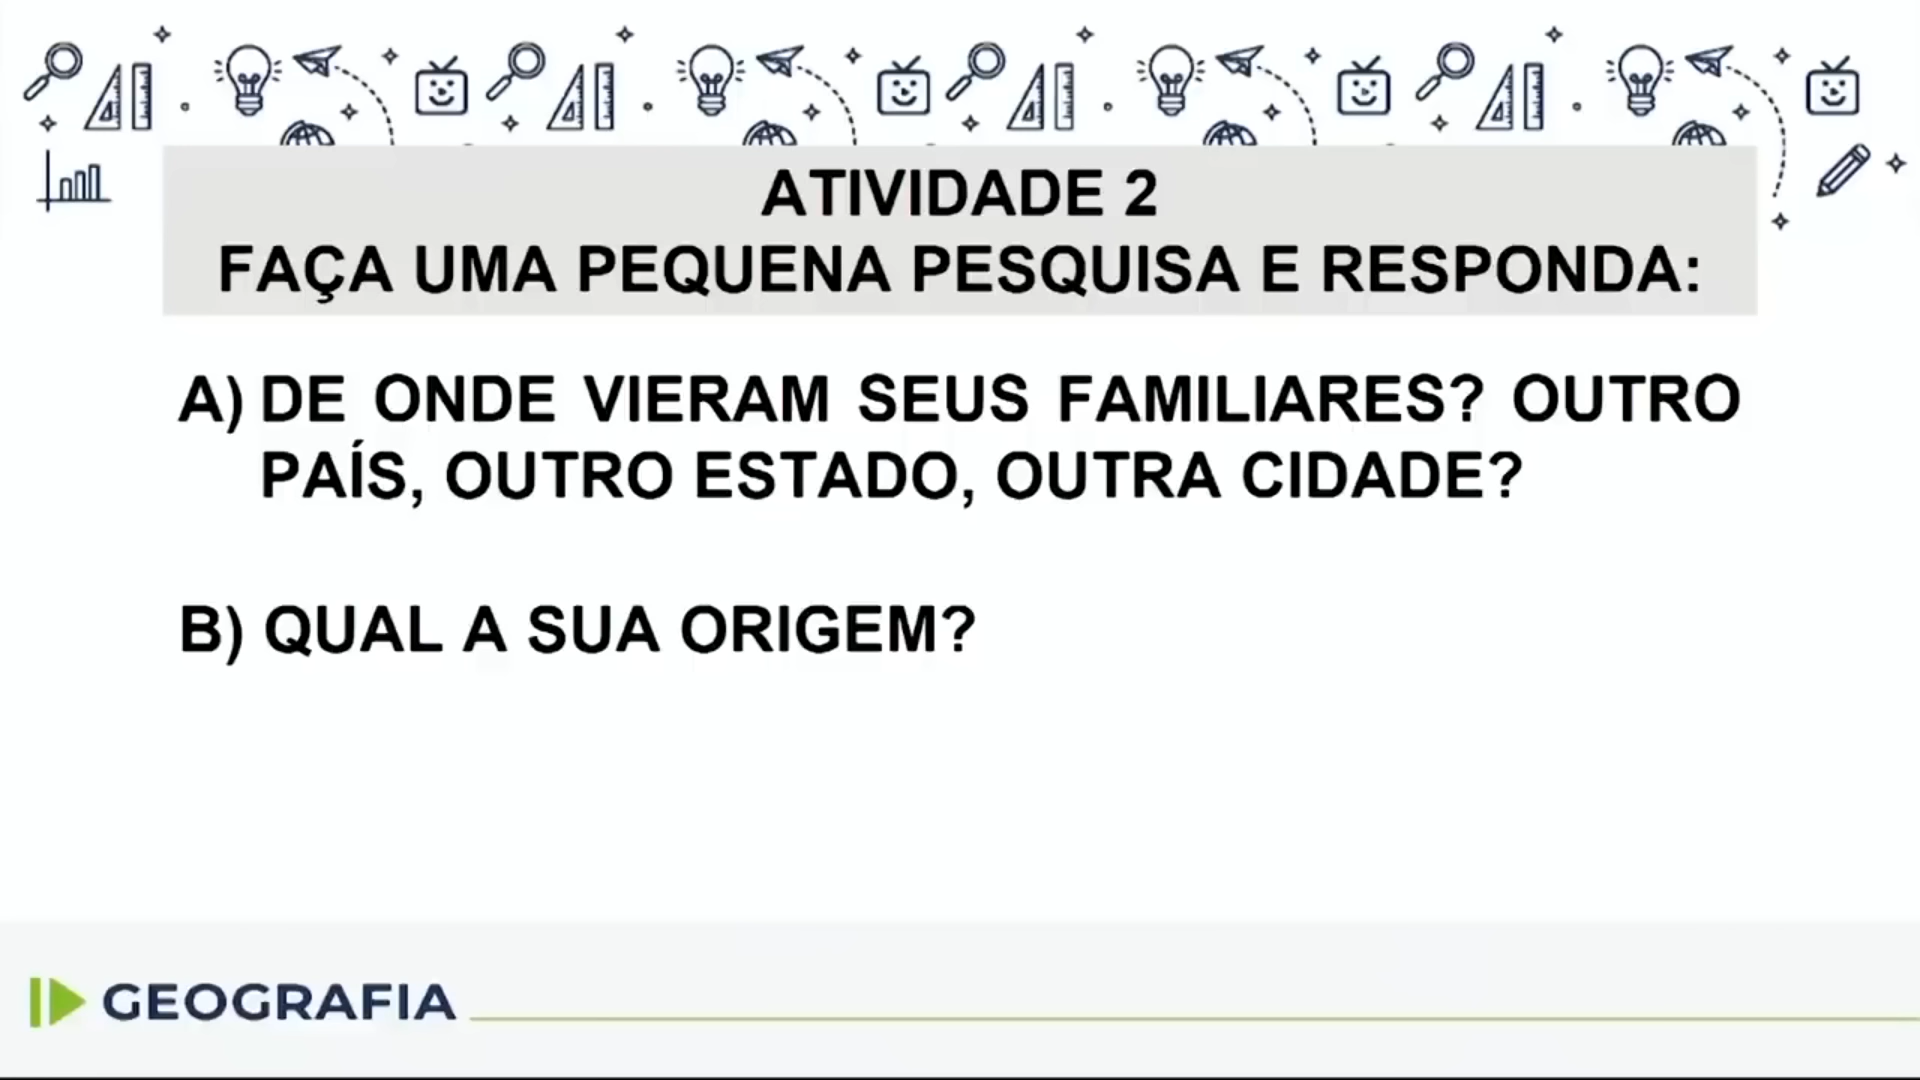 ATIVIDADE 2
FAÇA UMA PEQUENA PESQUISA E RESPONDA:
A) DE ONDE VIERAM SEUS FAMILIARES? OUTRO
PAÍS, OUTRO ESTADO, OUTRA CIDADE?
B) QUAL A SUA ORIGEM?
GEOGRAFIA